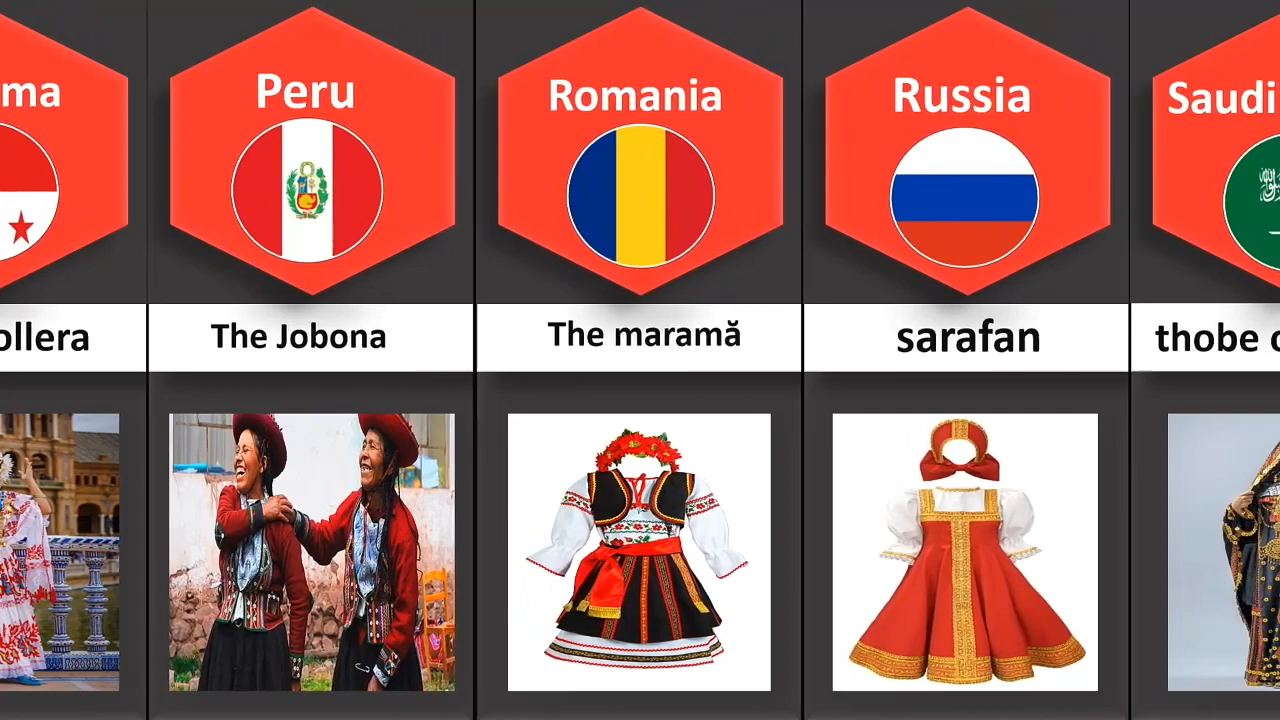 ma
Peru
Romania
Russia
Saudi
ollera
The Jobona
The maramă
sarafan
thobe